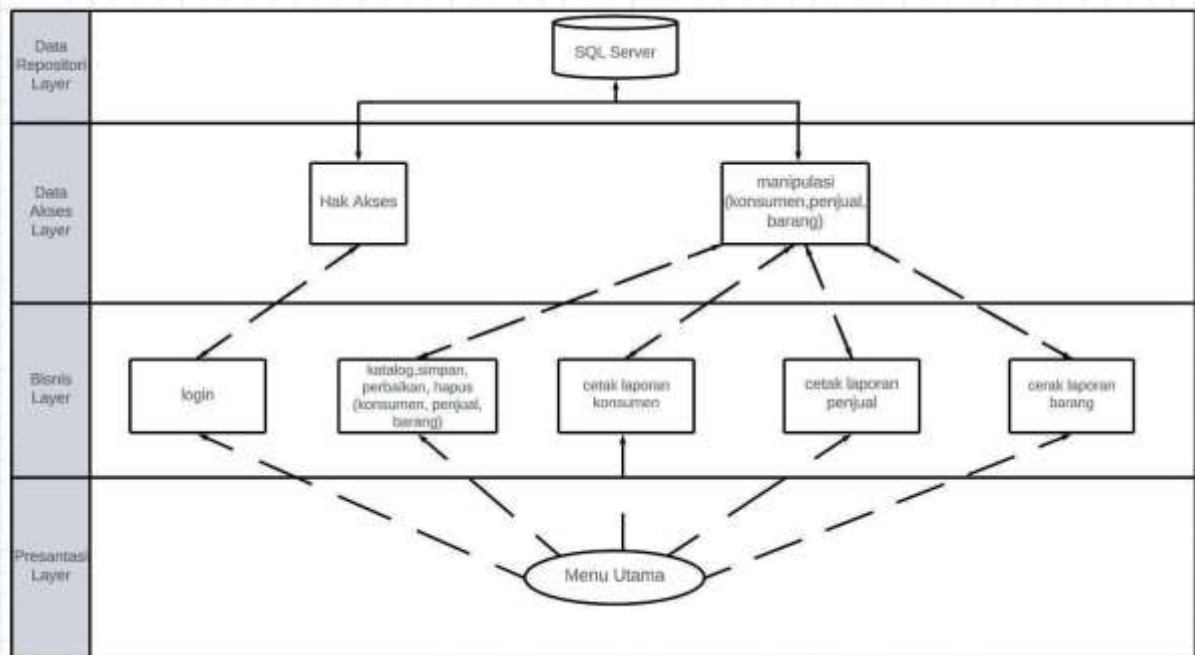 Data
Repositori
Layer
SQL Server
Data
Akses
Layer
Hak Akses
manipulasi
(konsumen,penjual,
barang)
Bisnis
Layer
login
katalog,simpan,
perbaikan, hapus
(konsumen, penjual,
barang)
cetak laporan
konsumen
cetak laporan
penjual
cerak laporan
barang
Presantasi
Layer
Menu Utama